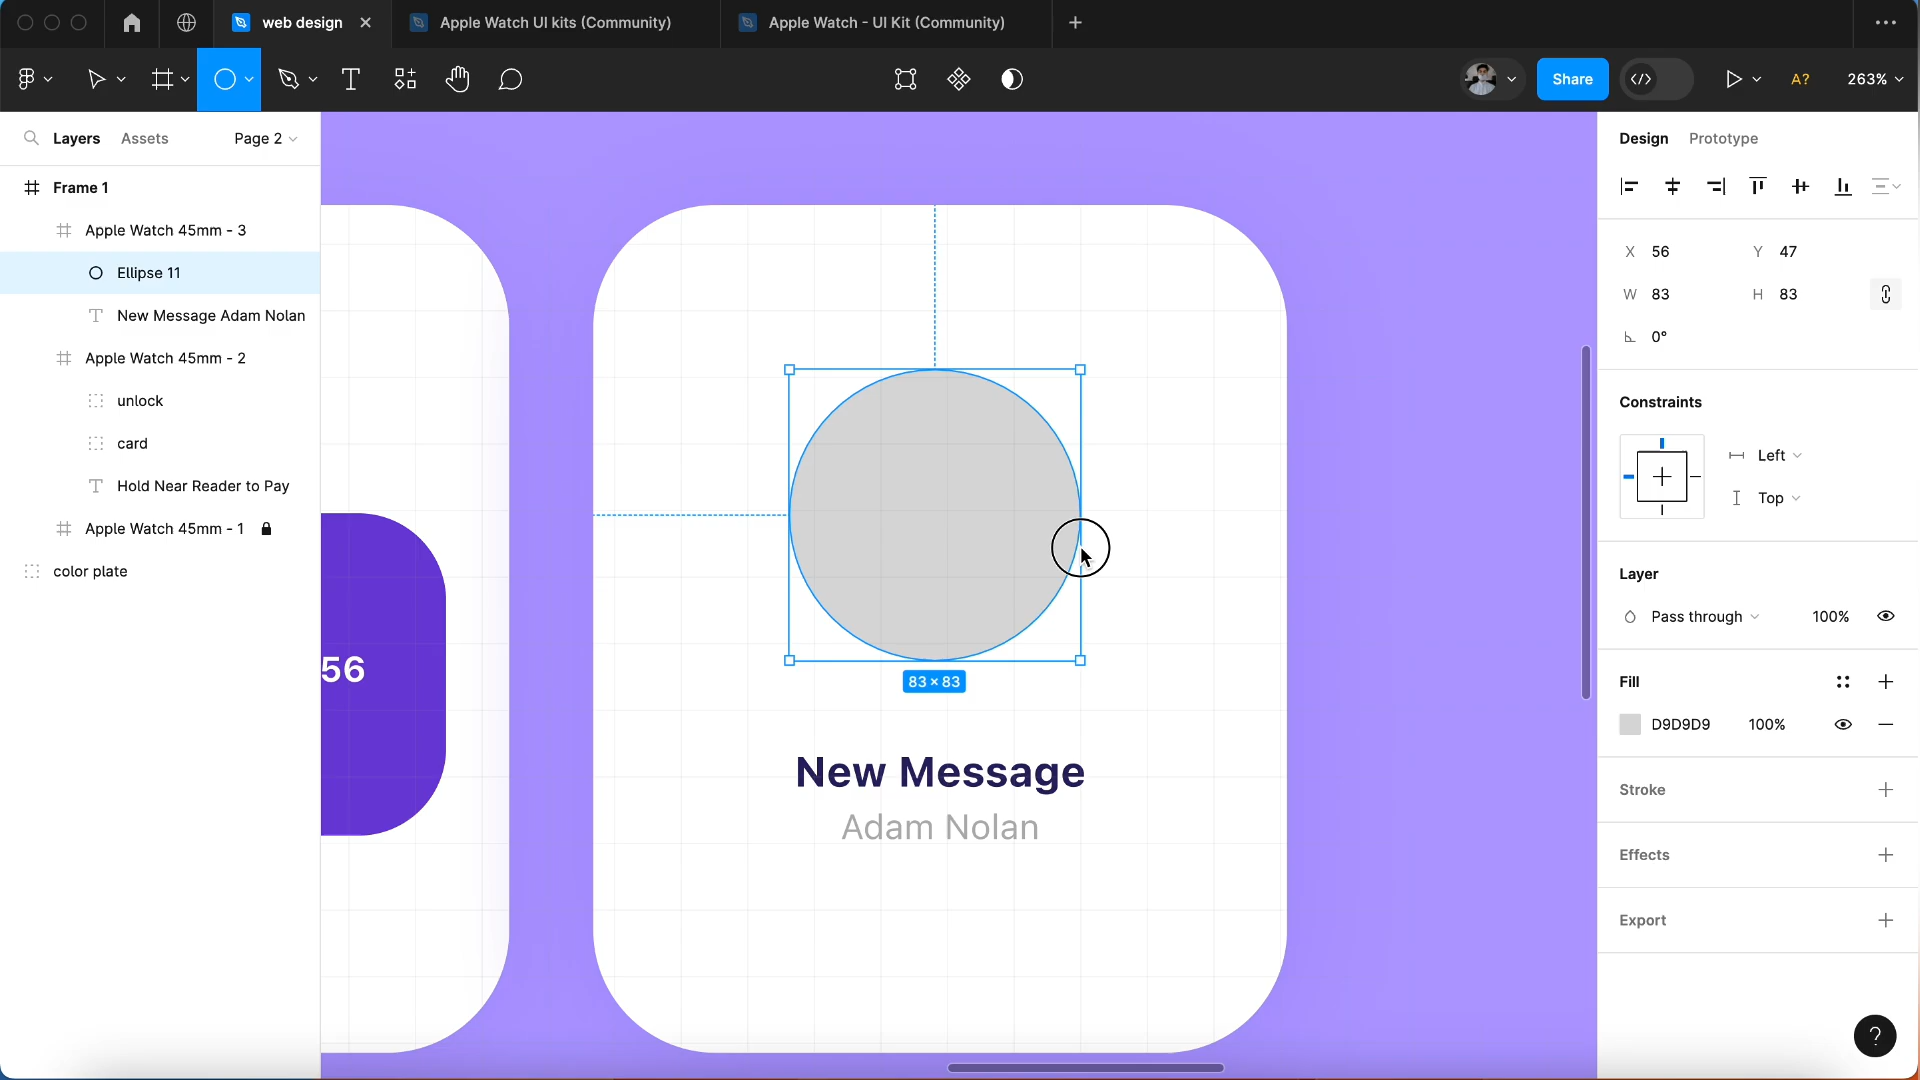 web design
Apple Watch UI kits (Community)
Apple Watch - UI Kit (Community)
Share
A?
263%
Layers
Assets
Page 2
Frame 1
Apple Watch 45mm - 3
Ellipse 11
New Message Adam Nolan
Apple Watch 45mm - 2
unlock
card
Hold Near Reader to Pay
Apple Watch 45mm - 1
color plate
56
83 × 83
New Message
Adam Nolan
Design
Prototype
X 56
Y 47
W 83
H 83
0°
Constraints
Left
Top
Layer
Pass through
100%
Fill
D9D9D9
100%
Stroke
Effects
Export
?